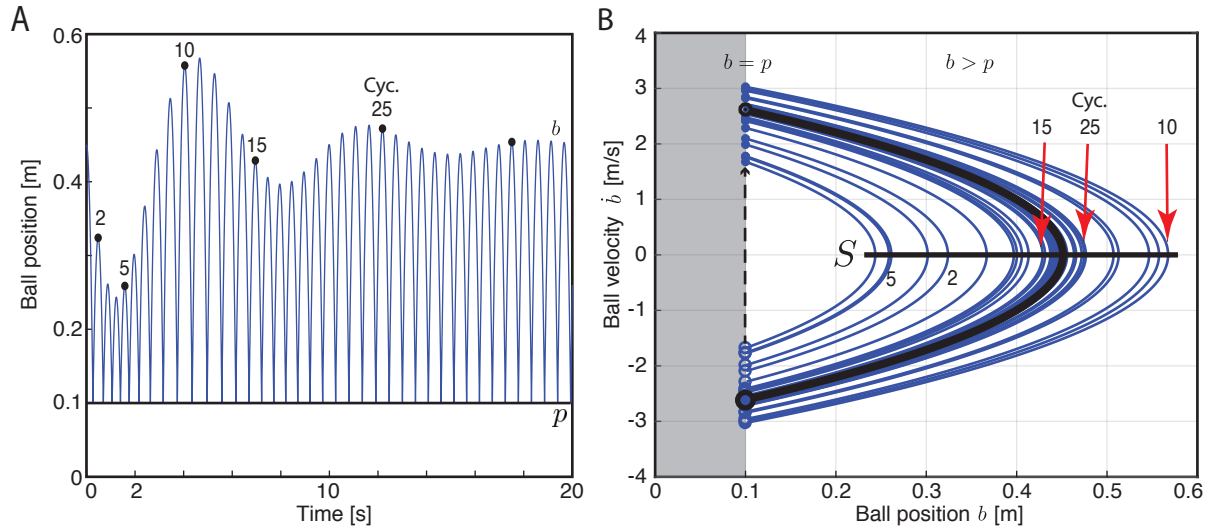 A
0.6
0.4
0.2
0.1
0
Ball position [m]
2
5
10
15
Cyc.
25
b
p
0
2
10
20
Time [s]
B
4
3
2
1
0
-1
-2
-3
-4
Ball velocity ḃ [m/s]
b = p
b > p
Cyc.
15
25
10
S
5
2
0
0.1
0.2
0.3
0.4
0.5
0.6
Ball position b [m]